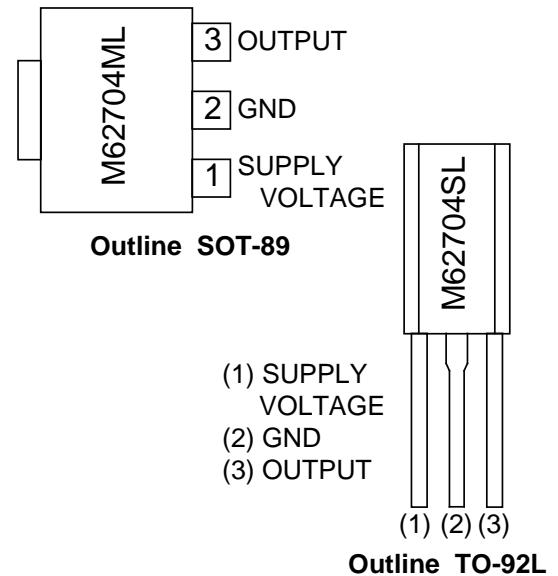 M62704ML
3 OUTPUT
2 GND
1 SUPPLY
VOLTAGE
Outline SOT-89
M62704SL
(1) SUPPLY
VOLTAGE
(2) GND
(3) OUTPUT
(1) (2) (3)
Outline TO-92L